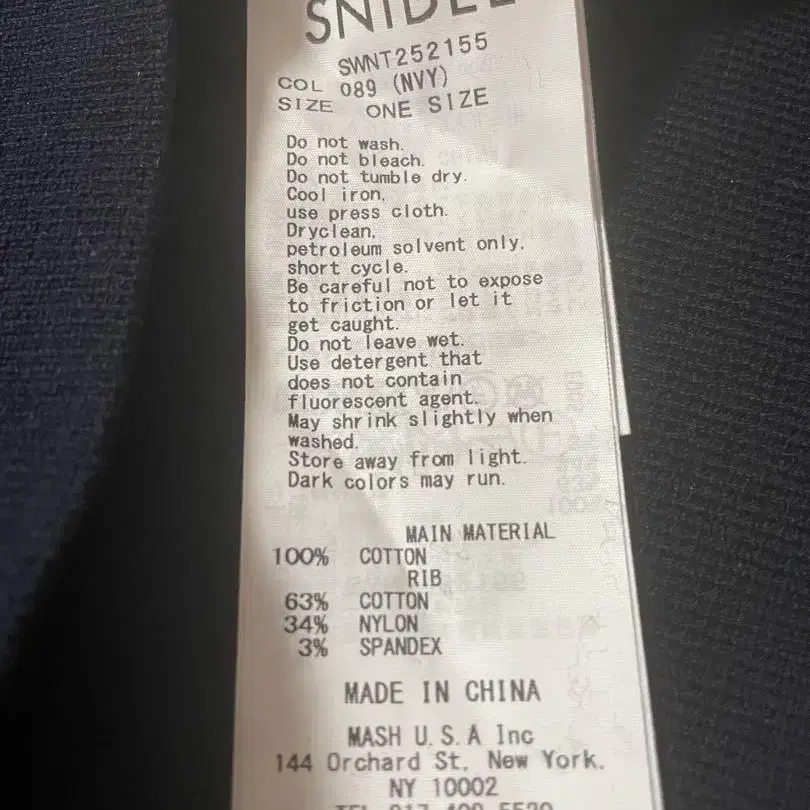 SNIDEL
SWNT252155
COL 089 (NVY)
SIZE ONE SIZE
Do not wash.
Do not bleach.
Do not tumble dry.
Cool iron,
use press cloth.
Dryclean,
petroleum solvent only.
short cycle.
Be careful not to expose
to friction or let it
get caught.
Do not leave wet.
Use detergent that
does not contain
fluorescent agent.
May shrink slightly when
washed.
Store away from light.
Dark colors may run.
MAIN MATERIAL
100% COTTON
RIB
63% COTTON
34% NYLON
3% SPANDEX
MADE IN CHINA
MASH U.S.A Inc
144 Orchard St, New York,
NY 10002